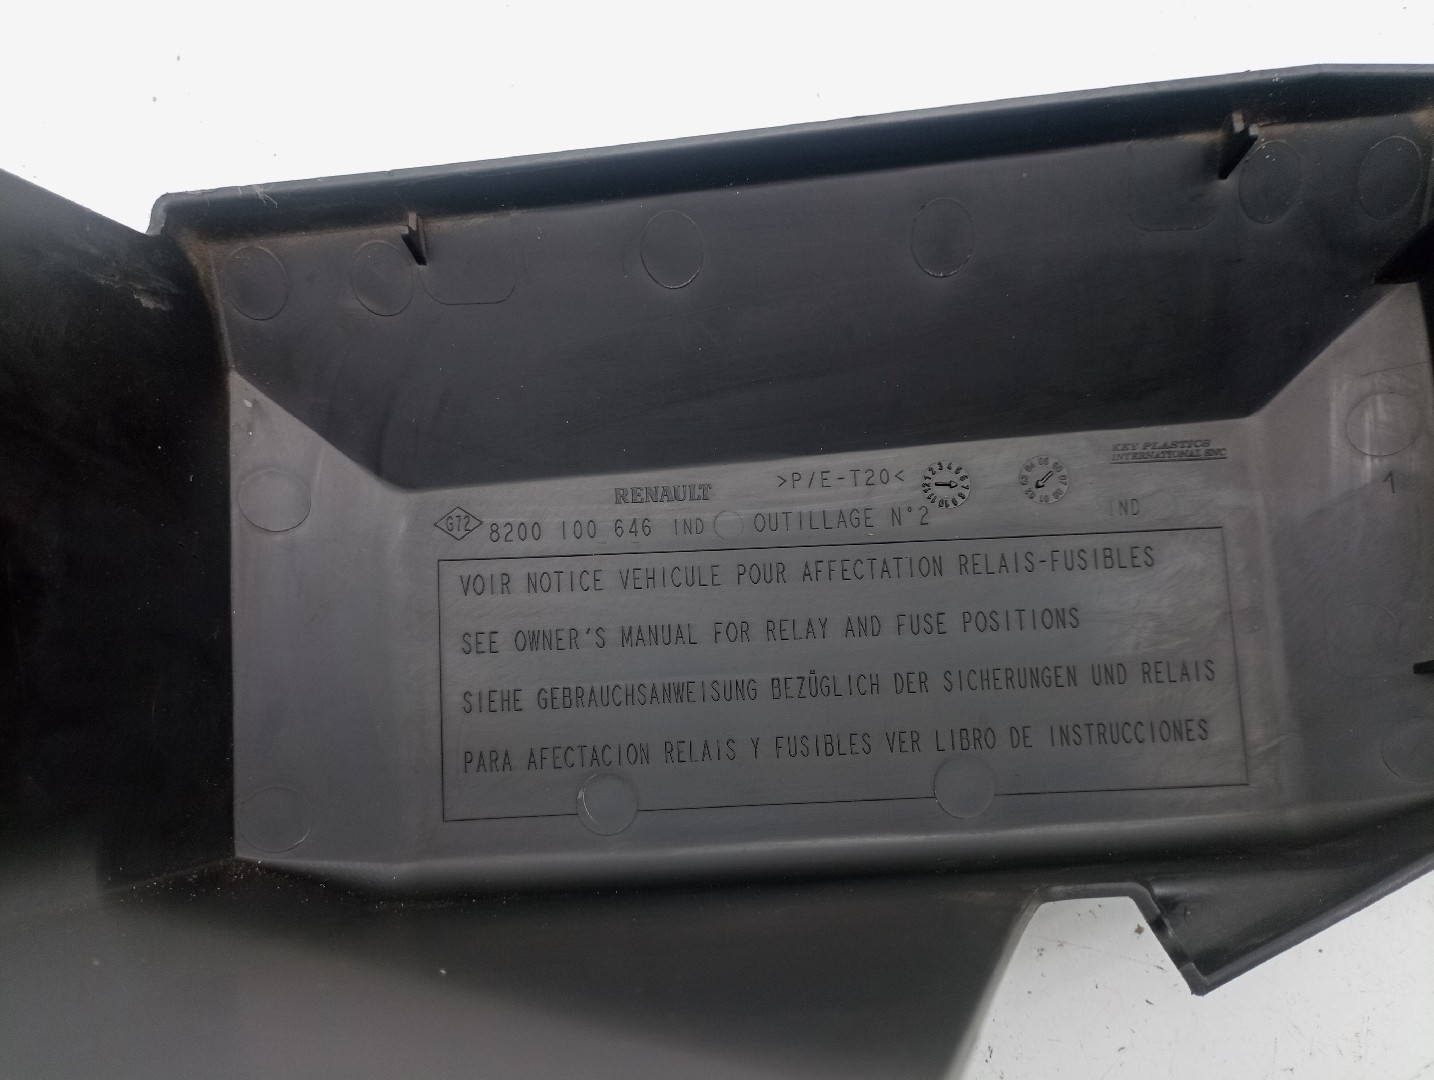 KEY PLASTICS
INTERNATIONAL SNC
RENAULT >P/E-T20<
G72 8200 100 646 IND OUTILLAGE N°2 IND
1
VOIR NOTICE VEHICULE POUR AFFECTATION RELAIS-FUSIBLES
SEE OWNER'S MANUAL FOR RELAY AND FUSE POSITIONS
SIEHE GEBRAUCHSANWEISUNG BEZÜGLICH DER SICHERUNGEN UND RELAIS
PARA AFECTACION RELAIS Y FUSIBLES VER LIBRO DE INSTRUCCIONES